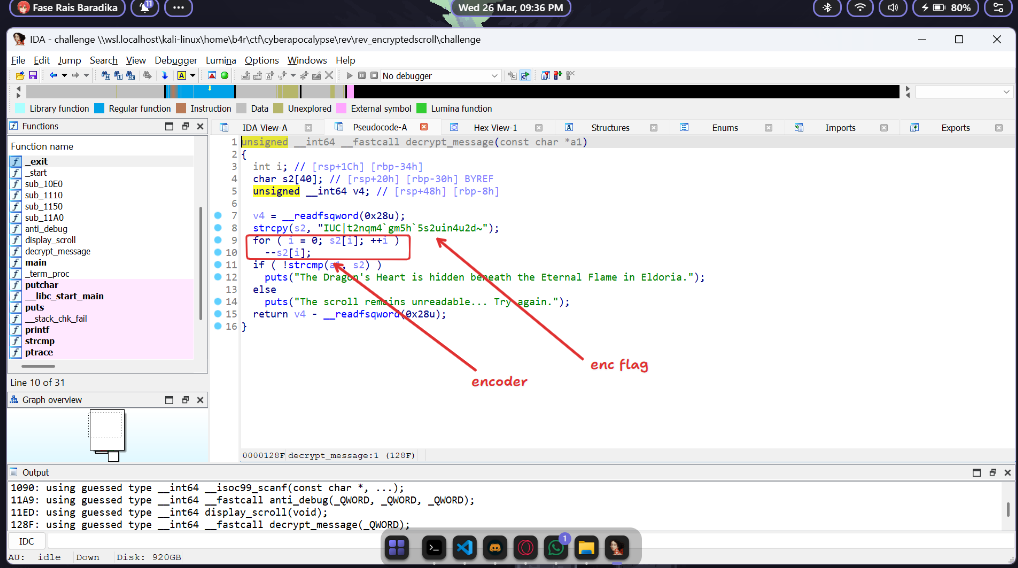 Fase Rais Baradika
11
Wed 26 Mar, 09:36 PM
80%
IDA - challenge \\wsl.localhost\kali-linux\home\b4r\ctf\cyberapocalypse\rev\rev_encryptedscroll\challenge
File Edit Jump Search View Debugger Lumina Options Windows Help
No debugger
Library function Regular function Instruction Data Unexplored External symbol Lumina function
Functions
IDA View-A Pseudocode-A Hex View-1 Structures Enums Imports Exports
Function name
_exit
_start
sub_10E0
sub_1110
sub_1150
sub_11A0
anti_debug
display_scroll
decrypt_message
main
_term_proc
putchar
__libc_start_main
puts
__stack_chk_fail
printf
strcmp
ptrace
Line 10 of 31
Graph overview
1 unsigned __int64 __fastcall decrypt_message(const char *a1)
2 {
3 int i; // [rsp+1Ch] [rbp-34h]
4 char s2[40]; // [rsp+20h] [rbp-30h] BYREF
5 unsigned __int64 v4; // [rsp+48h] [rbp-8h]
6
7 v4 = __readfsqword(0x28u);
8 strcpy(s2, "IUC|t2nqm4`gm5h`5s2uin4u2d~");
9 for ( i = 0; s2[i]; ++i )
10 --s2[i];
11 if ( !strcmp(a1, s2) )
12 puts("The Dragon's Heart is hidden beneath the Eternal Flame in Eldoria.");
13 else
14 puts("The scroll remains unreadable... Try again.");
15 return v4 - __readfsqword(0x28u);
16 }
enc flag
encoder
0000128F decrypt_message:1 (128F)
Output
1090: using guessed type __int64 __isoc99_scanf(const char *, ...);
11A9: using guessed type __int64 __fastcall anti_debug(_QWORD, _QWORD, _QWORD);
11ED: using guessed type __int64 display_scroll(void);
128F: using guessed type __int64 __fastcall decrypt_message(_QWORD);
IDC
1
AU: idle Down Disk: 920GB